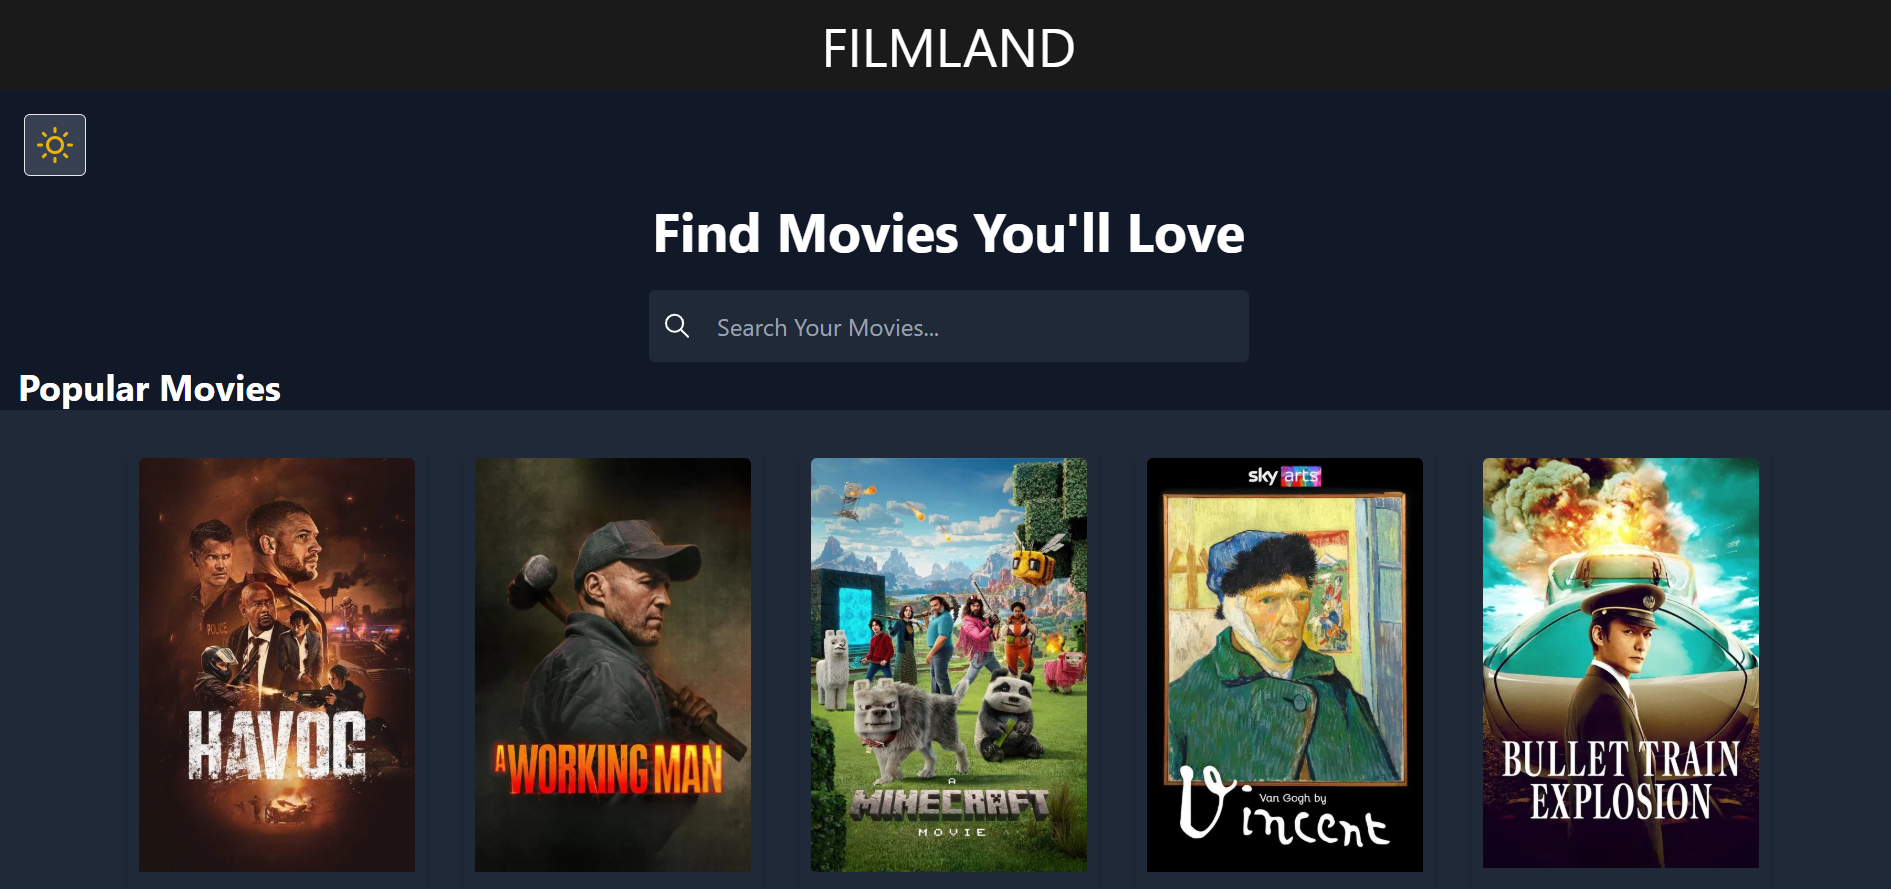 FILMLAND
Find Movies You'll Love
Search Your Movies...
Popular Movies
POLICE
HAVOC
A WORKING MAN
A
MINECRAFT
MOVIE
sky arts
Van Gogh by
Vincent
BULLET TRAIN
EXPLOSION